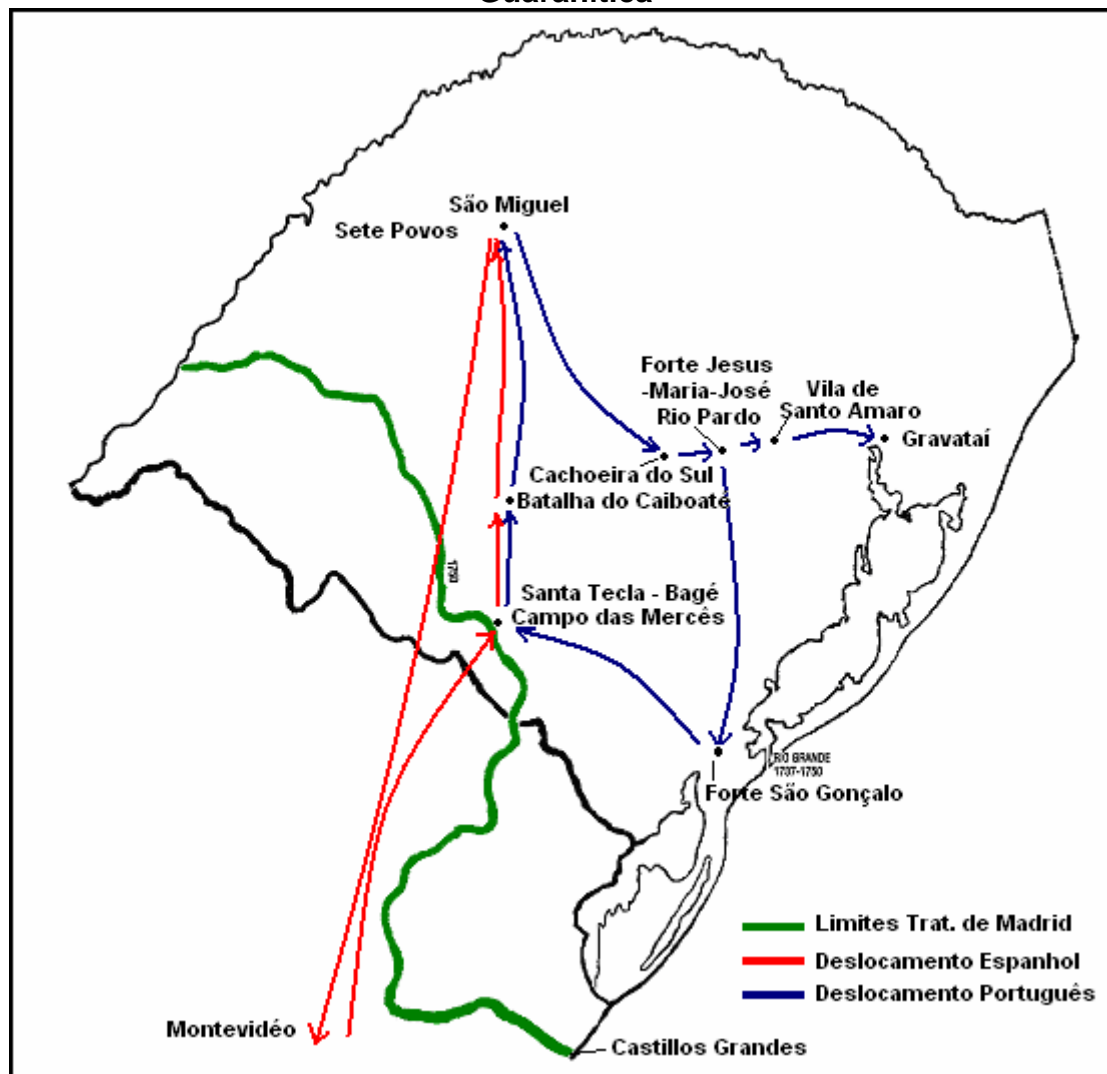 Guaranítica
São Miguel
Sete Povos
Forte Jesus
-Maria-José
Rio Pardo
Vila de
Santo Amaro
Gravataí
Cachoeira do Sul
Batalha do Caiboaté
1750
Santa Tecla - Bagé
Campo das Mercês
RIO GRANDE
1737-1750
Forte São Gonçalo
Limites Trat. de Madrid
Deslocamento Espanhol
Deslocamento Português
Montevidéo
Castillos Grandes